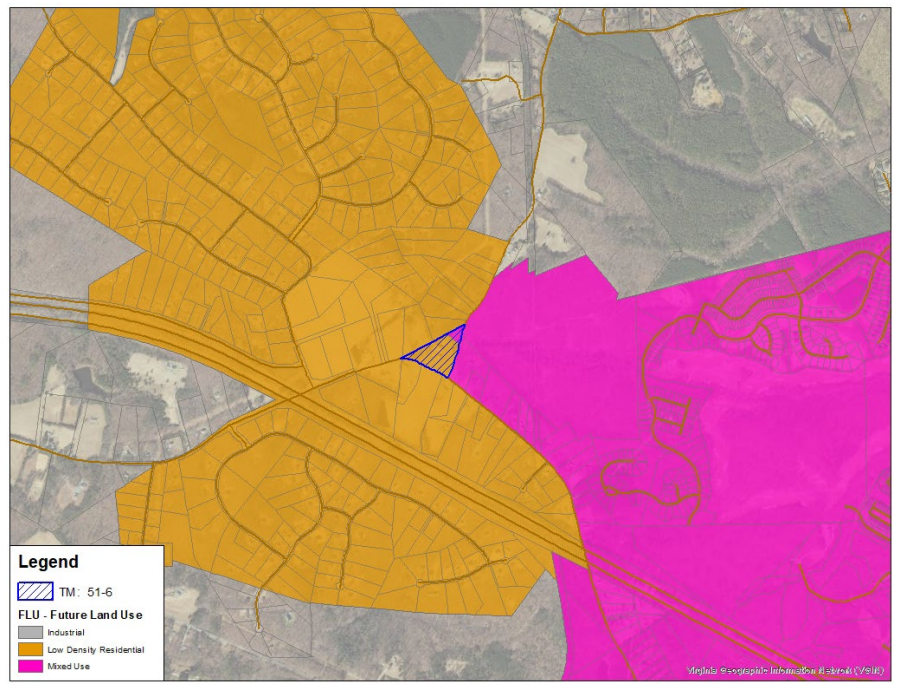 Legend
TM: 51-6
FLU - Future Land Use
Industrial
Low Density Residential
Mixed Use
Virginia Geographic Information Network (VGIN)